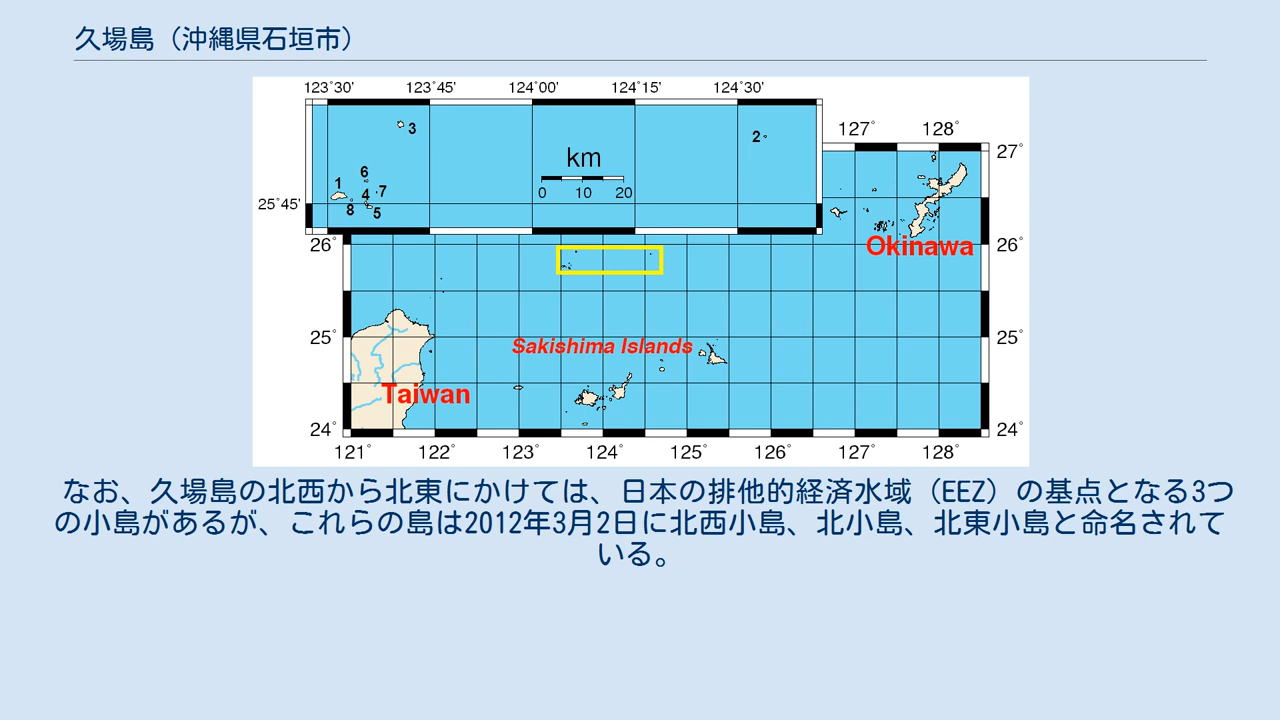 久場島（沖縄県石垣市）
123°30' 123°45' 124°00' 124°15' 124°30'
3
2
km
0 10 20
6
1
4
7
8
5
25°45'
127° 128°
27°
26° 26°
Okinawa
25° 25°
Sakishima Islands
Taiwan
24° 24°
121° 122° 123° 124° 125° 126° 127° 128°
なお、久場島の北西から北東にかけては、日本の排他的経済水域（EEZ）の基点となる3つ
の小島があるが、これらの島は2012年3月2日に北西小島、北小島、北東小島と命名されて
いる。